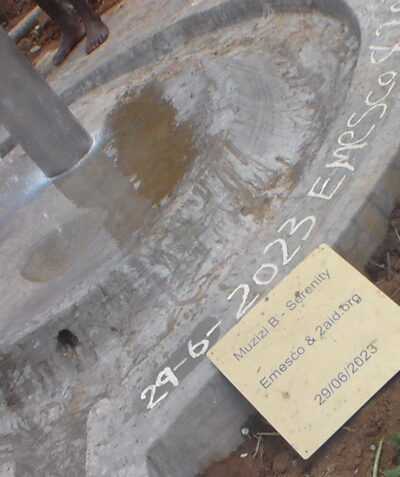 29-6-2023 Emesco &
Muzizi B - Serenity
Emesco & 2aid.org
29/06/2023